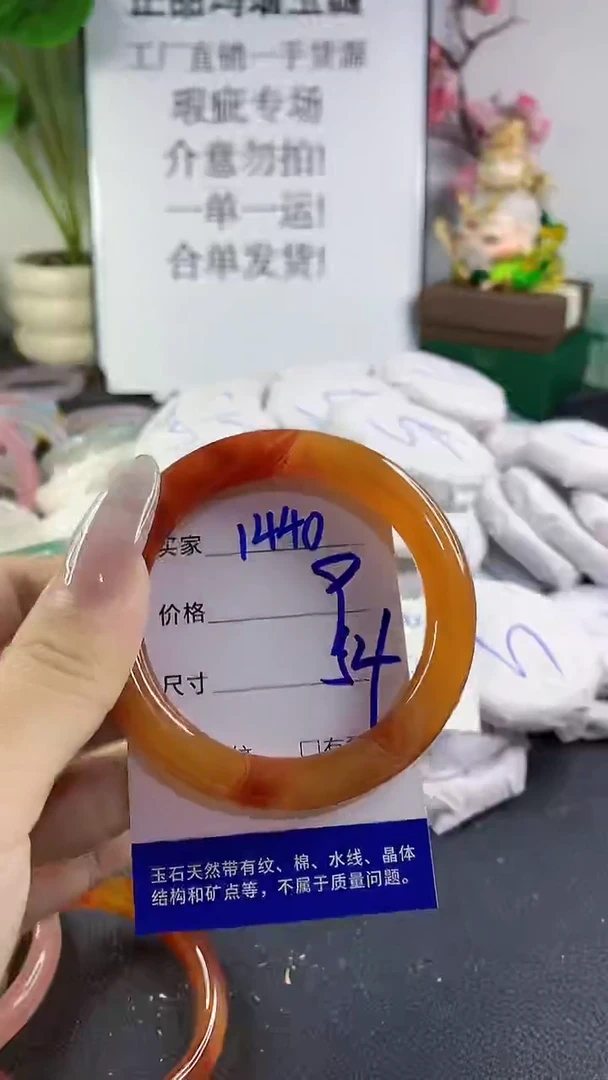 工厂直销一手货源
瑕疵专场
介意勿拍!
一单一运!
合单发货!
买家 1440
价格
尺寸 54
玉石天然带有纹、棉、水线、晶体
结构和矿点等，不属于质量问题。